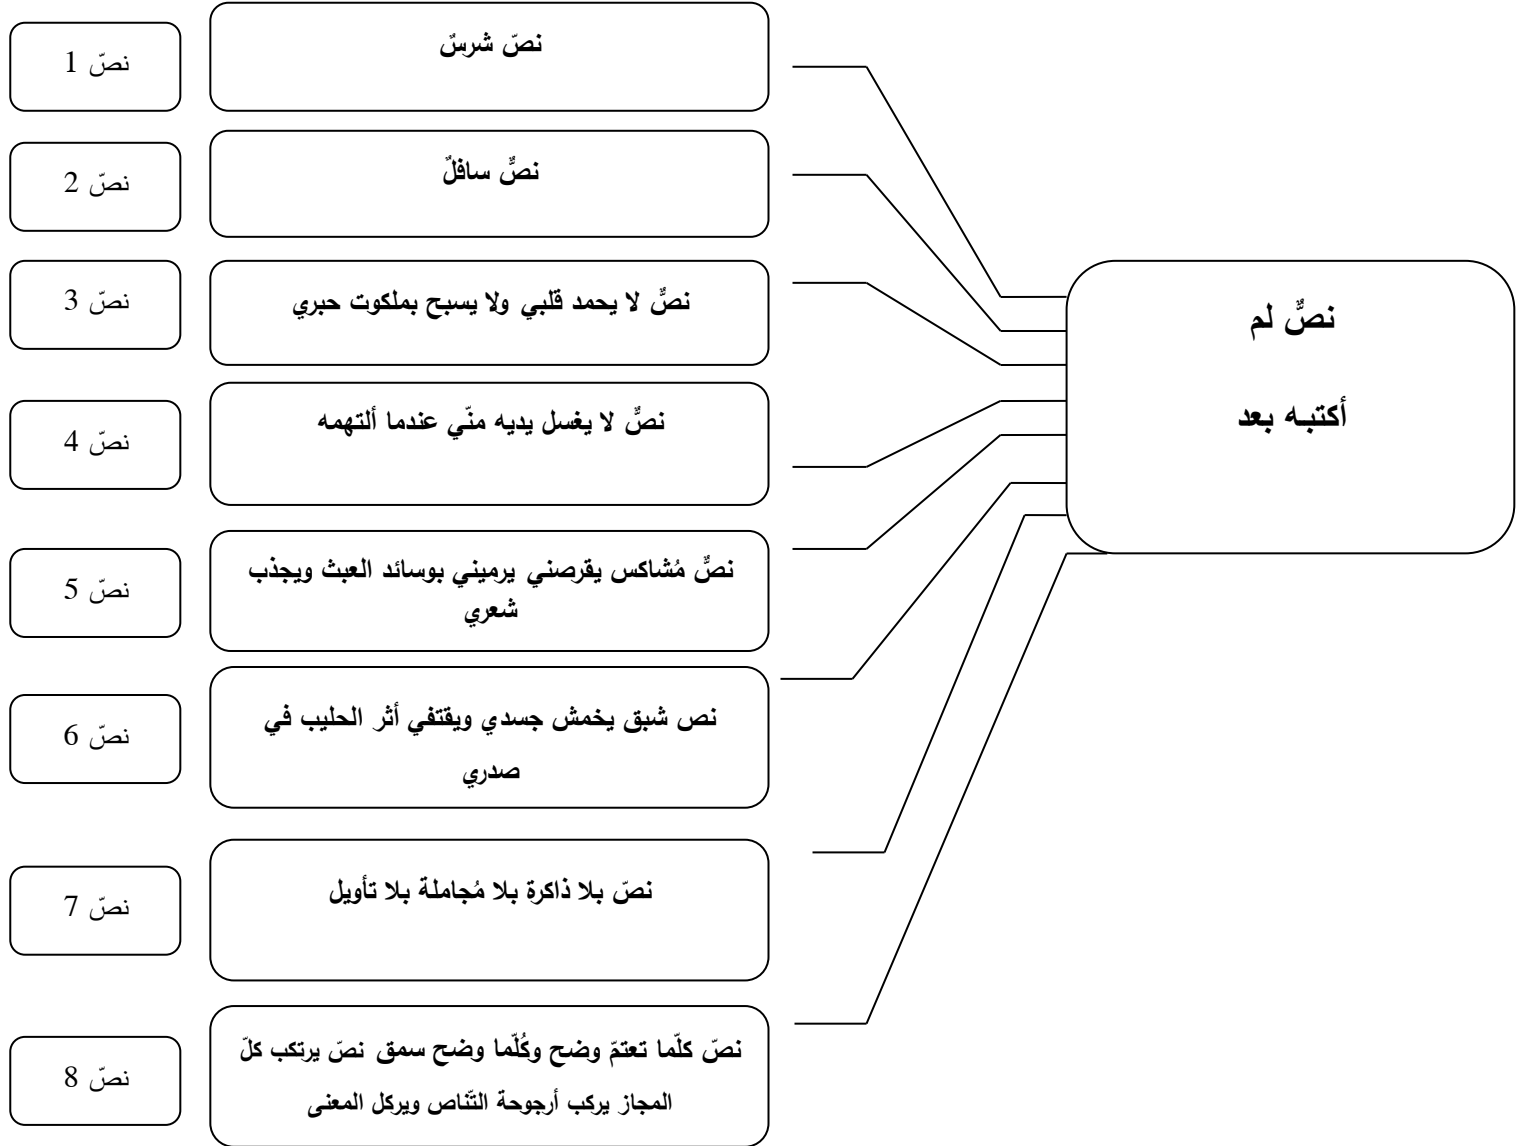 نصٌّ لم
أكتبه بعد
نصّ شرسٌ
نصّ 1
نصٌّ سافلٌ
نصّ 2
نصٌّ لا يحمد قلبي ولا يسبح بملكوت حبري
نصّ 3
نصٌّ لا يغسل يديه منّي عندما ألتهمه
نصّ 4
نصٌّ مُشاكس يقرصني يرميني بوسائد العبث ويجذب
شعري
نصّ 5
نص شبق يخمش جسدي ويقتفي أثر الحليب في
صدري
نصّ 6
نصّ بلا ذاكرة بلا مُجاملة بلا تأويل
نصّ 7
نصّ كلّما تعتمّ وضح وكُلّما وضح سمق نصّ يرتكب كلّ
المجاز يركب أرجوحة التّناص ويركل المعنى
نصّ 8